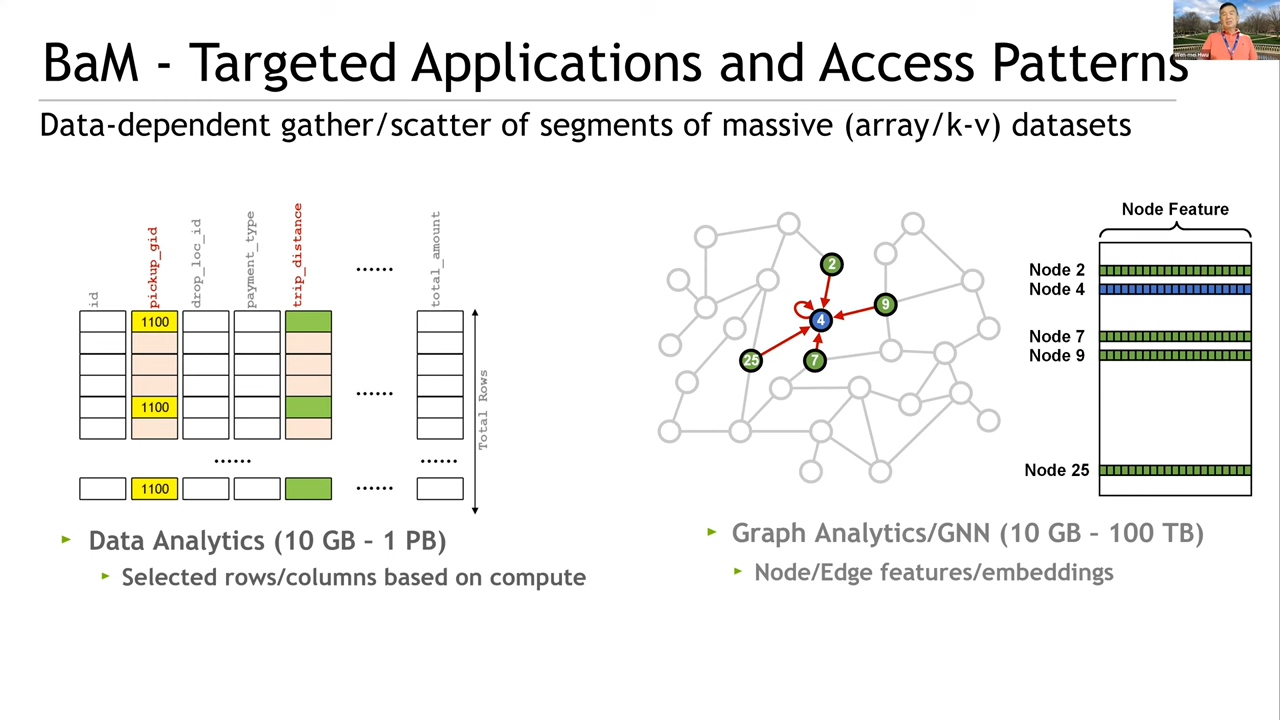 BaM - Targeted Applications and Access Patterns
Wen-mei Hwu
Data-dependent gather/scatter of segments of massive (array/k-v) datasets
id
pickup_gid
drop_loc_id
payment_type
trip_distance
......
total_amount
1100
......
1100
......
......
1100
......
Total Rows
2
9
4
25
7
Node Feature
Node 2
Node 4
Node 7
Node 9
Node 25
Data Analytics (10 GB – 1 PB)
Selected rows/columns based on compute
Graph Analytics/GNN (10 GB – 100 TB)
Node/Edge features/embeddings